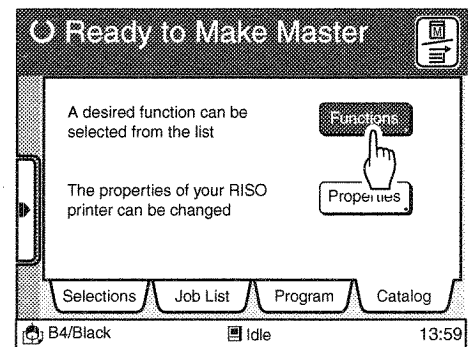 Ready to Make Master
M
A desired function can be
selected from the list
Functions
The properties of your RISO
printer can be changed
Properties
Selections
Job List
Program
Catalog
B4/Black
Idle
13:59